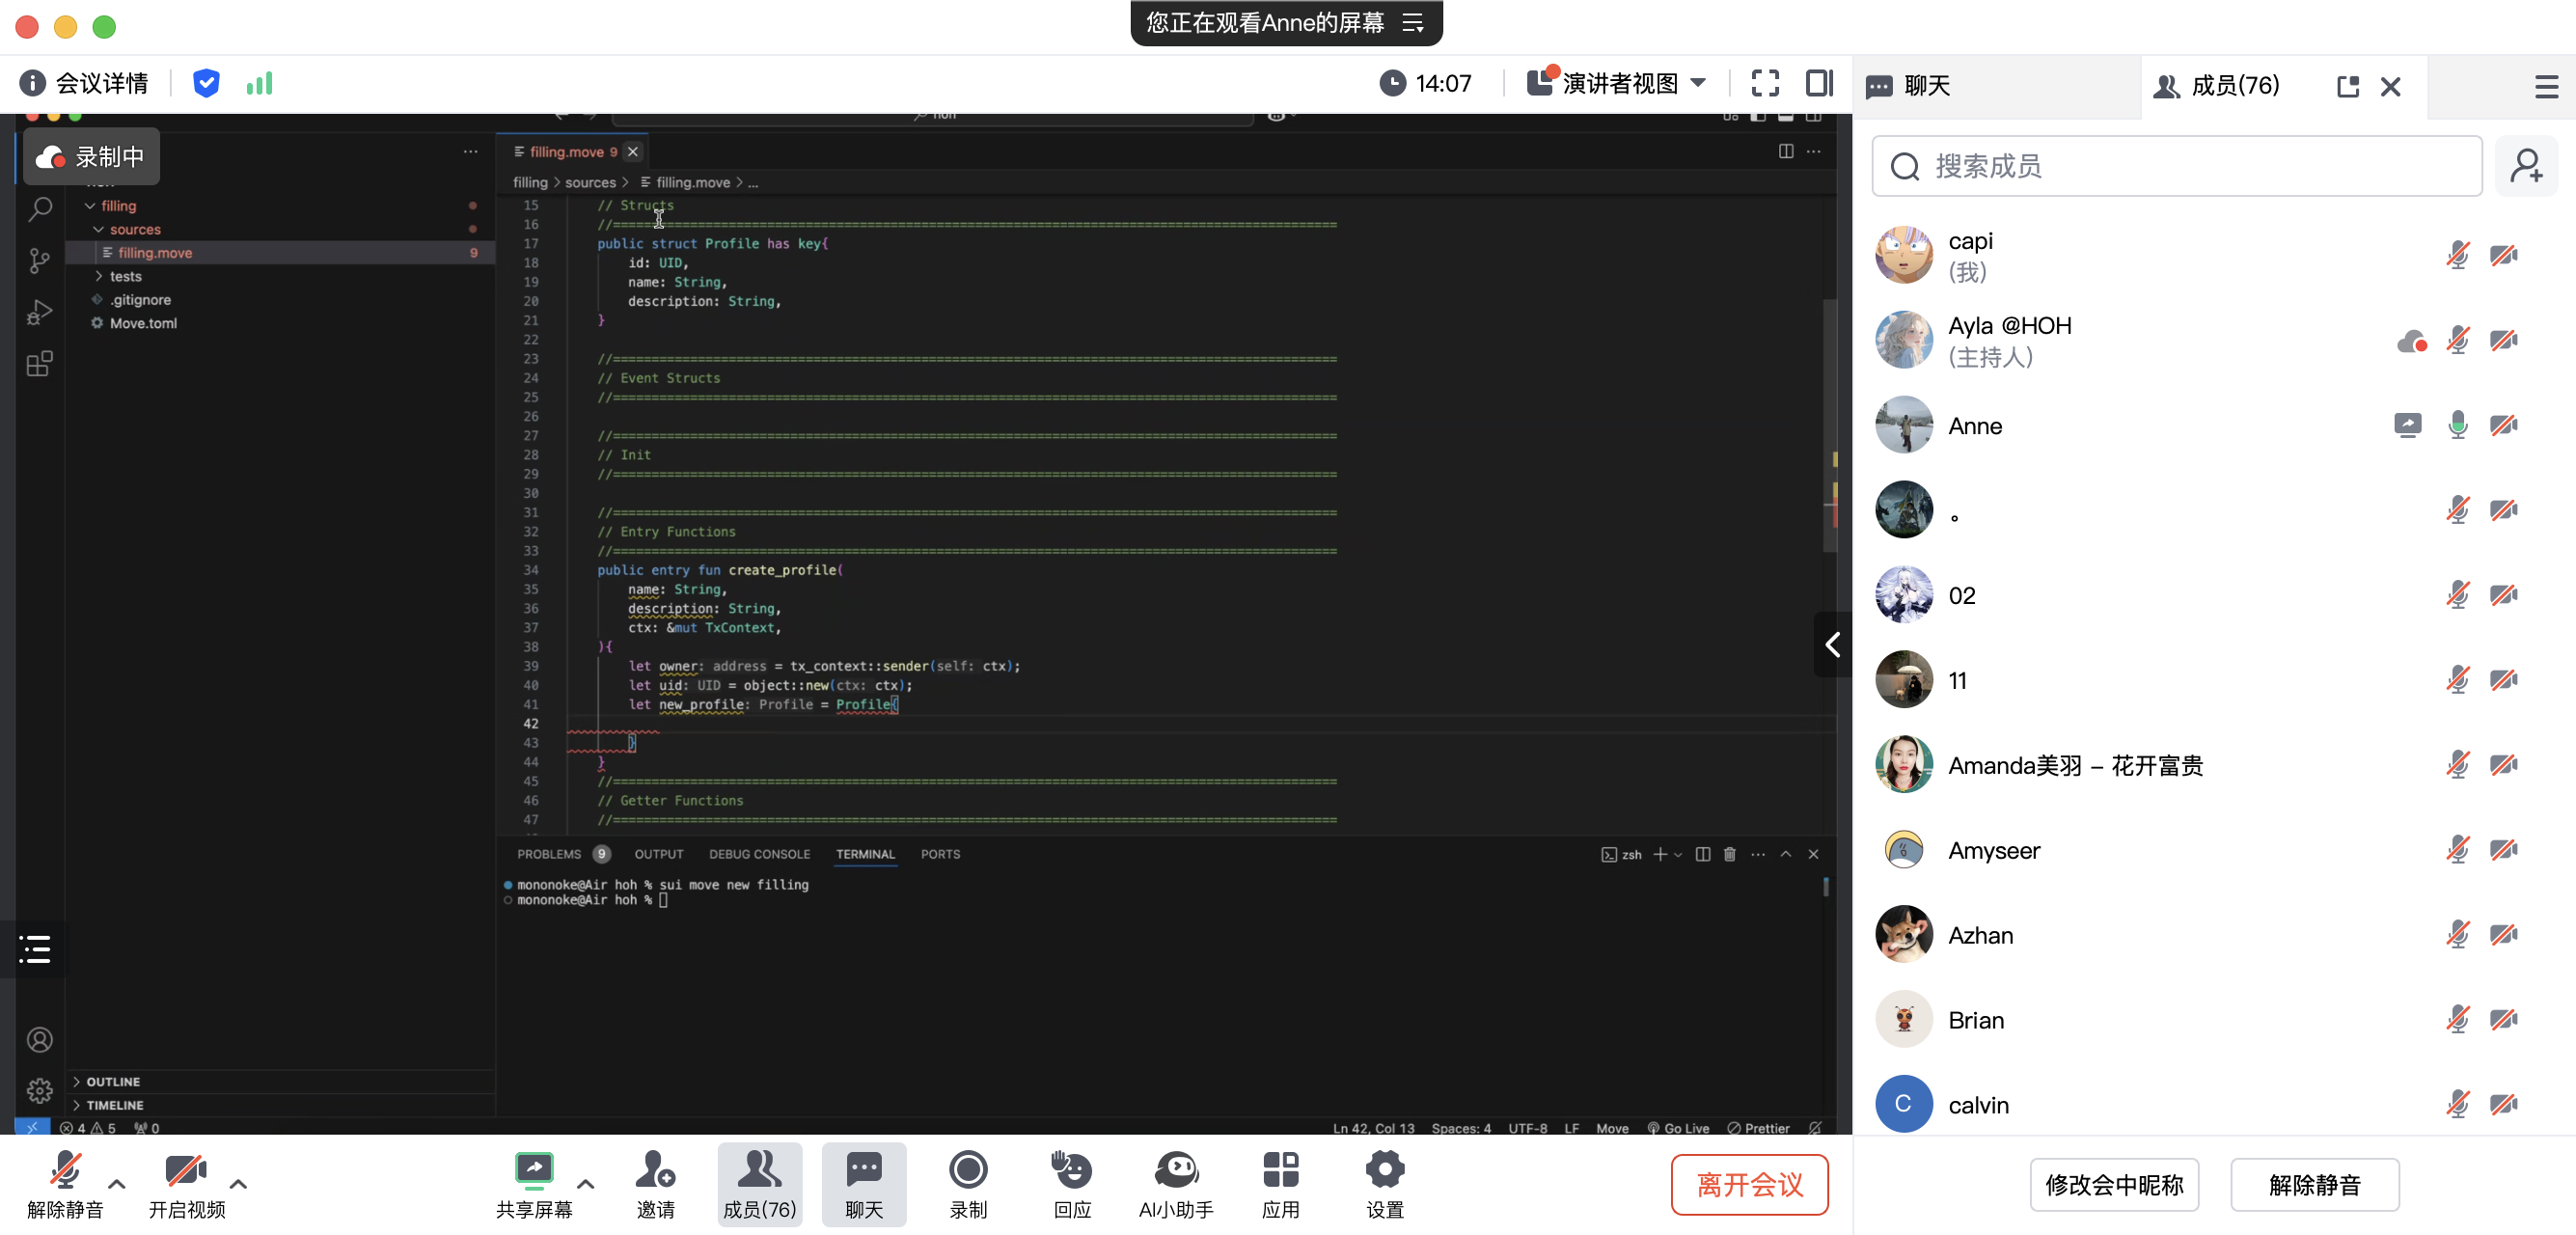 您正在观看Anne的屏幕
会议详情
14:07
演讲者视图
聊天
成员(76)
录制中
搜索成员
filling
sources
filling.move
9
tests
.gitignore
Move.toml
OUTLINE
TIMELINE
4 5 0
filling.move 9
filling > sources > filling.move > ...
15 // Structs
16 //==============================================================================================
17 public struct Profile has key{
18 id: UID,
19 name: String,
20 description: String,
21 }
22
23 //==============================================================================================
24 // Event Structs
25 //==============================================================================================
26
27 //==============================================================================================
28 // Init
29 //==============================================================================================
30
31 //==============================================================================================
32 // Entry Functions
33 //==============================================================================================
34 public entry fun create_profile(
35 name: String,
36 description: String,
37 ctx: &mut TxContext,
38 ){
39 let owner: address = tx_context::sender(self: ctx);
40 let uid: UID = object::new(ctx: ctx);
41 let new_profile: Profile = Profile{
42
43 }
44 }
45 //==============================================================================================
46 // Getter Functions
47 //==============================================================================================
PROBLEMS 9 OUTPUT DEBUG CONSOLE TERMINAL PORTS
zsh
mononoke@Air hoh % sui move new filling
mononoke@Air hoh %
Ln 42, Col 13 Spaces: 4 UTF-8 LF Move Go Live Prettier
capi
(我)
Ayla @HOH
(主持人)
Anne
。
02
11
Amanda美羽 – 花开富贵
Amyseer
Azhan
Brian
C
calvin
解除静音
开启视频
共享屏幕
邀请
成员(76)
聊天
录制
回应
AI小助手
应用
设置
离开会议
修改会中昵称
解除静音